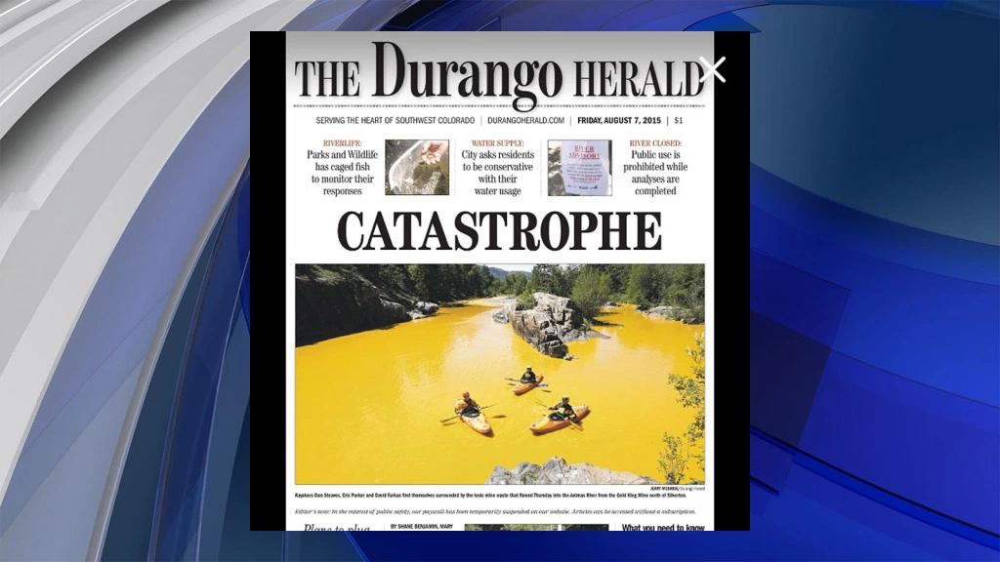 THE Durango HERALD
SERVING THE HEART OF SOUTHWEST COLORADO | DURANGOHERALD.COM | FRIDAY, AUGUST 7, 2015 | $1
RIVERLIFE:
Parks and Wildlife
has caged fish
to monitor their
responses
WATER SUPPLY:
City asks residents
to be conservative
with their
water usage
RIVER
ADVISORY
RIVER CLOSED:
Public use is
prohibited while
analyses are
completed
CATASTROPHE
Durango Herald
Kayakers Dan Steaves, Eric Parker and David Farkas find themselves surrounded by the toxic mine waste that flowed Thursday into the Animas River from the Gold King Mine north of Silverton.
Editor's note: In the interest of public safety, our paywall has been temporarily suspended on our website. Articles can be accessed without a subscription.
Plans to plug
BY SHANE BENJAMIN, MARY
What you need to know